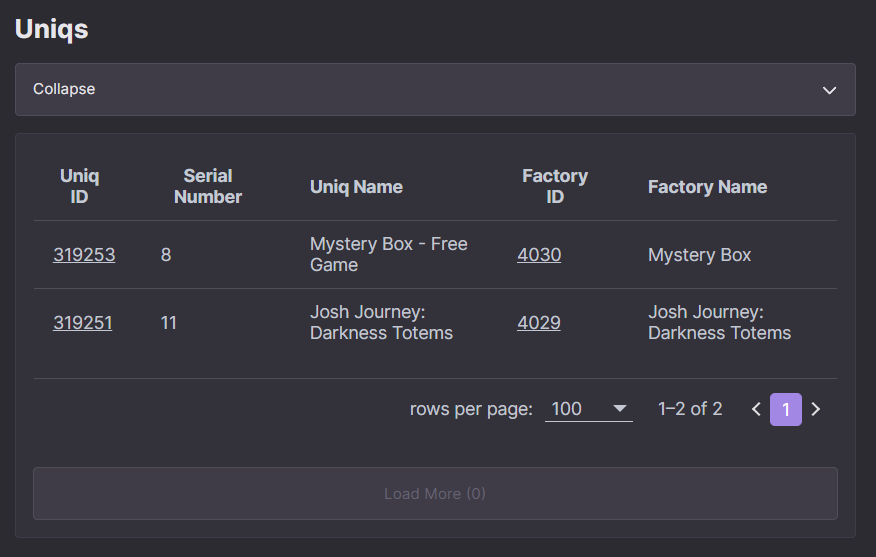 Uniqs
Collapse
Uniq ID
Serial Number
Uniq Name
Factory ID
Factory Name
319253
8
Mystery Box - Free
Game
4030
Mystery Box
319251
11
Josh Journey:
Darkness Totems
4029
Josh Journey:
Darkness Totems
rows per page: 100 1–2 of 2 1
Load More (0)